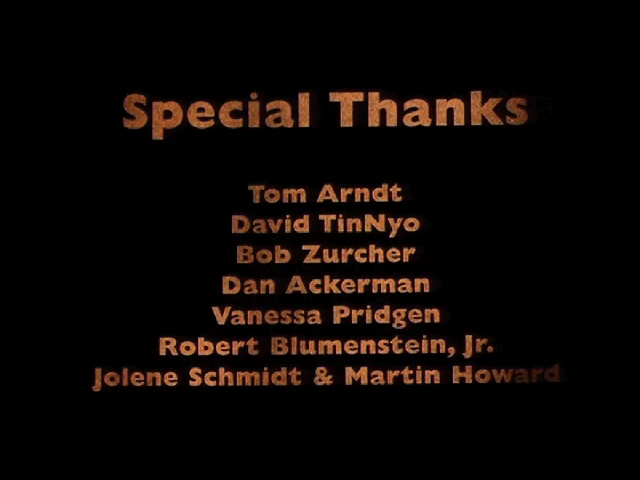 Special Thanks
Tom Arndt
David TinNyo
Bob Zurcher
Dan Ackerman
Vanessa Pridgen
Robert Blumenstein, Jr.
Jolene Schmidt & Martin Howard